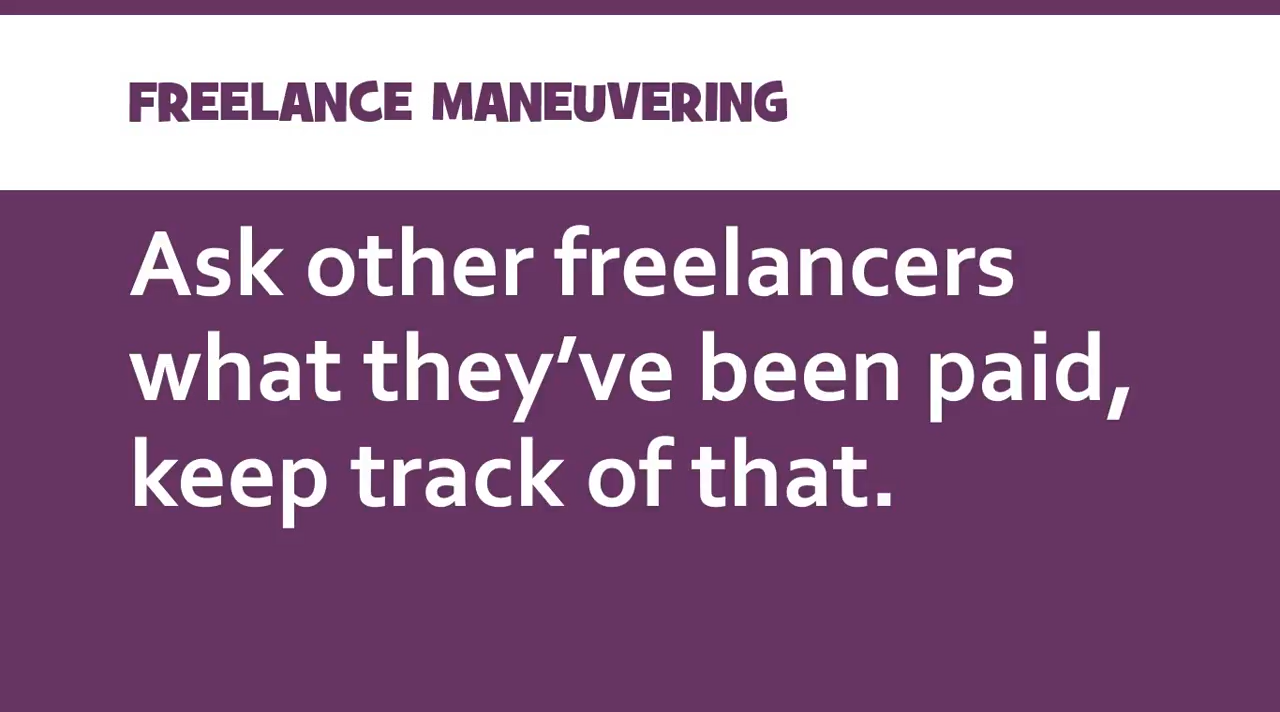 FREELANCE MANEUVERING
Ask other freelancers
what they’ve been paid,
keep track of that.